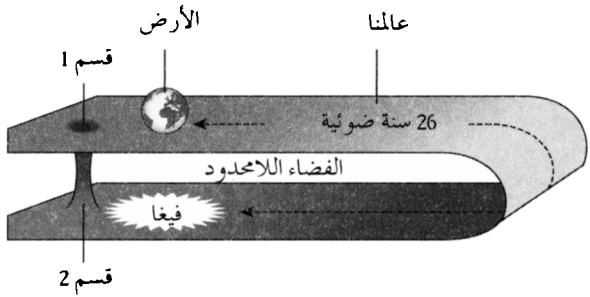 عالمنا
الأرض
قسم 1
26 سنة ضوئية
الفضاء اللامحدود
فيغا
قسم 2